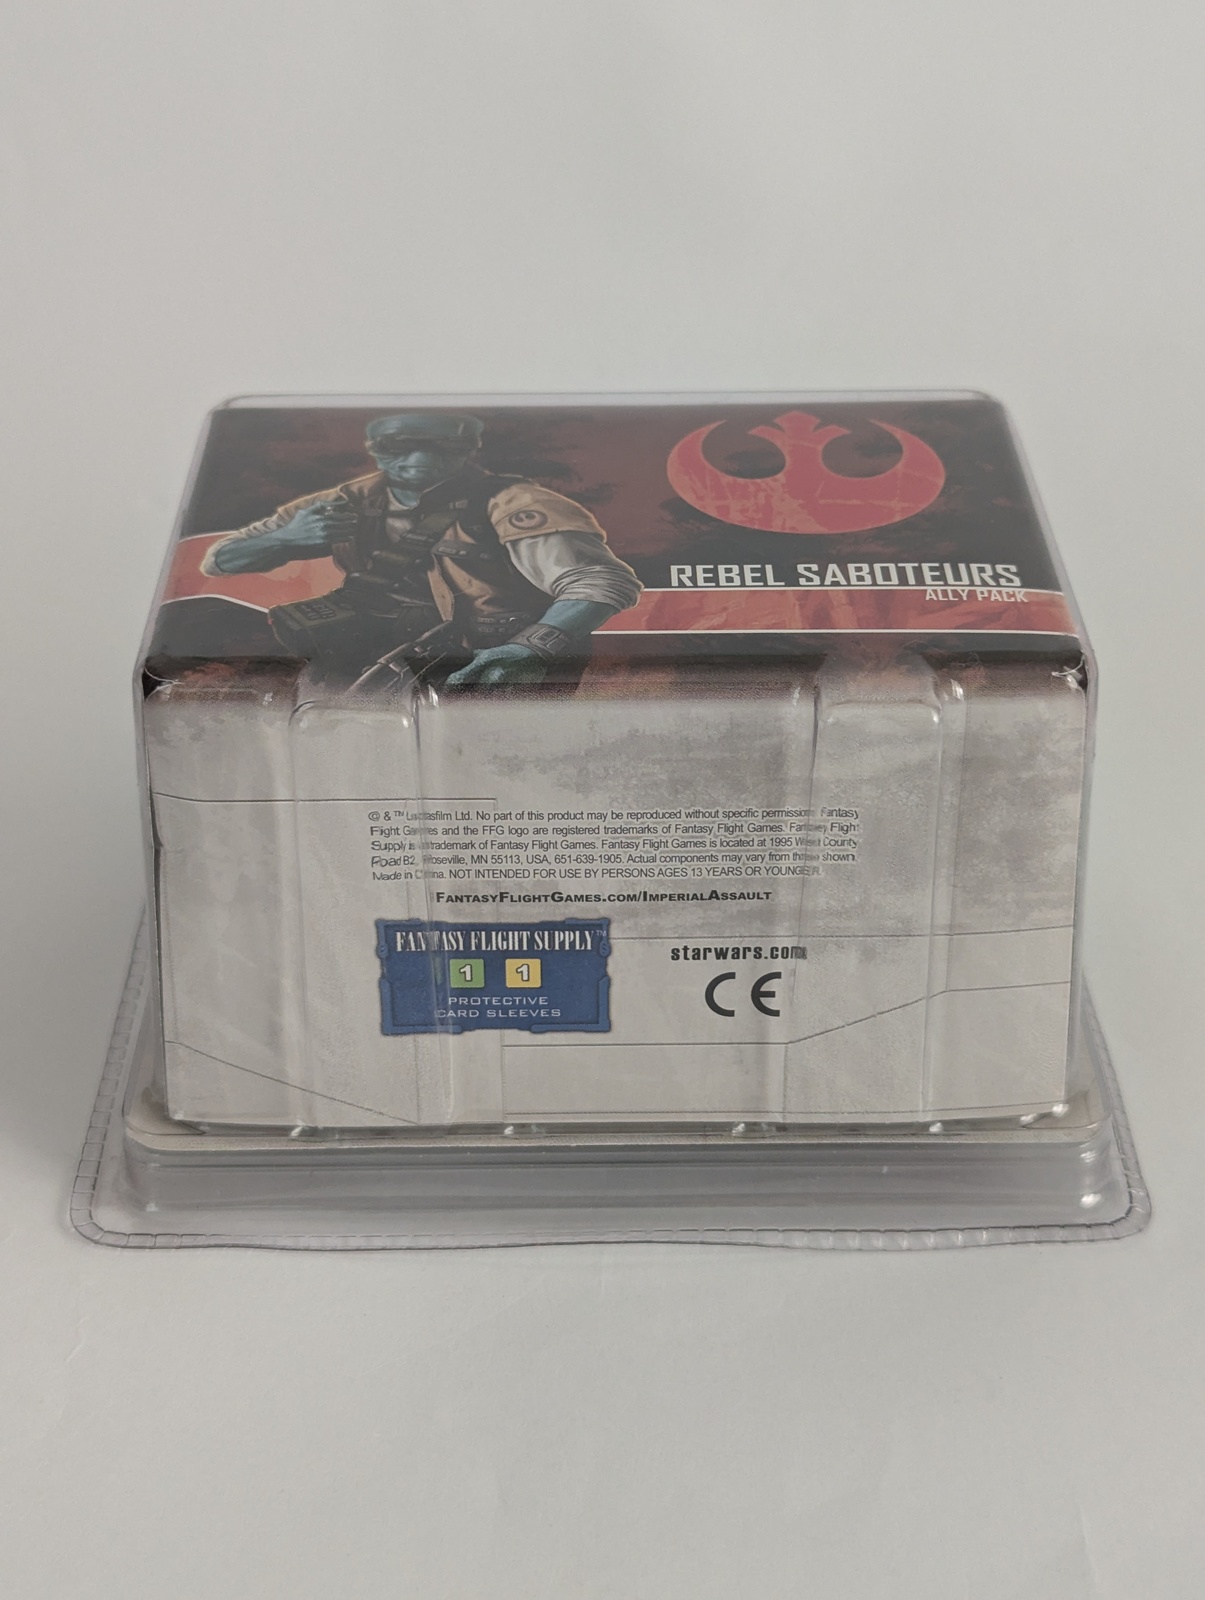 REBEL SABOTEURS
ALLY PACK
© & ™ Lucasfilm Ltd. No part of this product may be reproduced without specific permission. Fantasy
Flight Games and the FFG logo are registered trademarks of Fantasy Flight Games. Fantasy Flight
Supply is a trademark of Fantasy Flight Games. Fantasy Flight Games is located at 1995 West County
Road B2, Roseville, MN 55113, USA, 651-639-1905. Actual components may vary from those shown.
Made in China. NOT INTENDED FOR USE BY PERSONS AGES 13 YEARS OR YOUNGER.
FANTASYFLIGHTGAMES.COM/IMPERIALASSAULT
FANTASY FLIGHT SUPPLY™
1 1
PROTECTIVE
CARD SLEEVES
starwars.com
CE